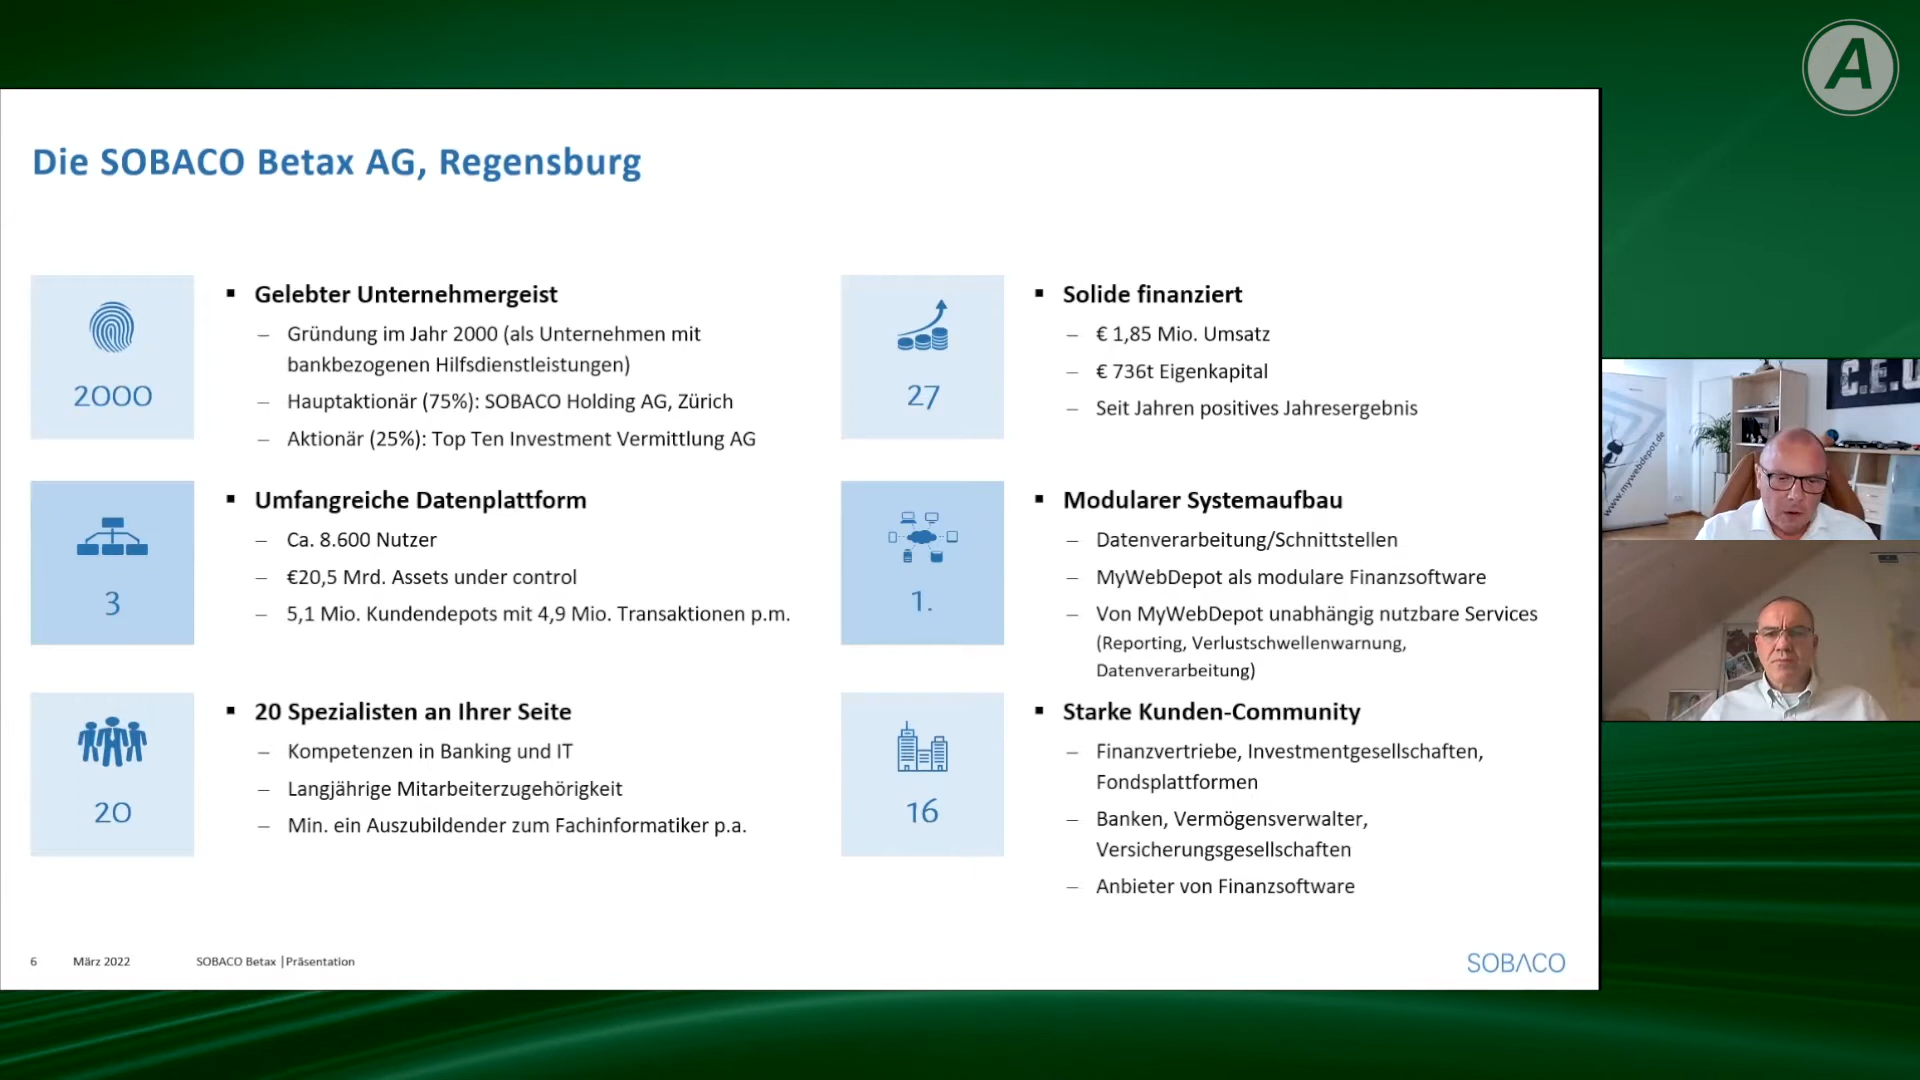 A
Die SOBACO Betax AG, Regensburg
2000
▪ Gelebter Unternehmergeist
– Gründung im Jahr 2000 (als Unternehmen mit
bankbezogenen Hilfsdienstleistungen)
– Hauptaktionär (75%): SOBACO Holding AG, Zürich
– Aktionär (25%): Top Ten Investment Vermittlung AG
3
▪ Umfangreiche Datenplattform
– Ca. 8.600 Nutzer
– €20,5 Mrd. Assets under control
– 5,1 Mio. Kundendepots mit 4,9 Mio. Transaktionen p.m.
20
▪ 20 Spezialisten an Ihrer Seite
– Kompetenzen in Banking und IT
– Langjährige Mitarbeiterzugehörigkeit
– Min. ein Auszubildender zum Fachinformatiker p.a.
27
▪ Solide finanziert
– € 1,85 Mio. Umsatz
– € 736t Eigenkapital
– Seit Jahren positives Jahresergebnis
1.
▪ Modularer Systemaufbau
– Datenverarbeitung/Schnittstellen
– MyWebDepot als modulare Finanzsoftware
– Von MyWebDepot unabhängig nutzbare Services
(Reporting, Verlustschwellenwarnung,
Datenverarbeitung)
16
▪ Starke Kunden-Community
– Finanzvertriebe, Investmentgesellschaften,
Fondsplattformen
– Banken, Vermögensverwalter,
Versicherungsgesellschaften
– Anbieter von Finanzsoftware
6 März 2022 SOBACO Betax | Präsentation
SOBACO
www.mywebdepot.de
C.E.O